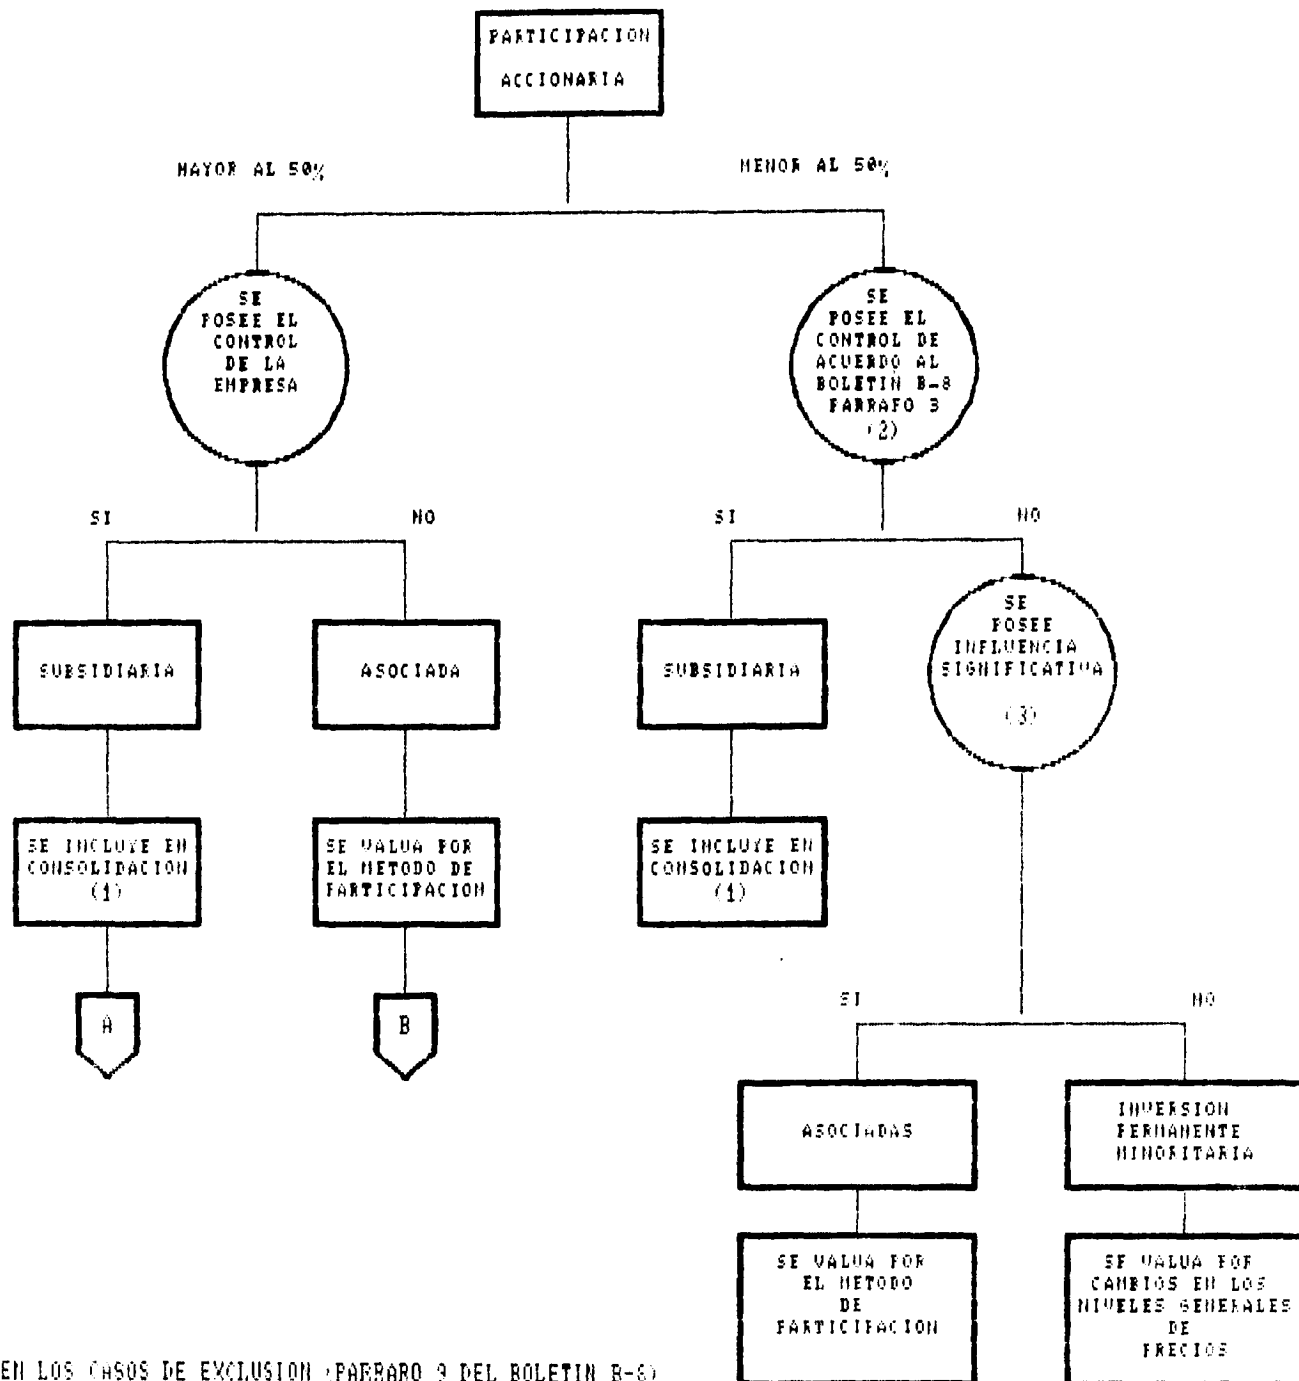 PARTICIPACION
ACCIONARIA
MAYOR AL 50%
MENOR AL 50%
SE
POSEE EL
CONTROL
DE LA
EMPRESA
SE
POSEE EL
CONTROL DE
ACUERDO AL
BOLETIN B-8
PARRAFO 3
(2)
SI
NO
SI
NO
SUBSIDIARIA
ASOCIADA
SUBSIDIARIA
SE
POSEE
INFLUENCIA
SIGNIFICATIVA
(3)
SE INCLUYE EN
CONSOLIDACION
(1)
SE VALUA POR
EL METODO DE
PARTICIPACION
SE INCLUYE EN
CONSOLIDACION
(1)
A
B
SI
NO
ASOCIADAS
INVERSION
PERMANENTE
MINORITARIA
SE VALUA POR
EL METODO
DE
PARTICIPACION
SE VALUA POR
CAMBIOS EN LOS
NIVELES GENERALES
DE
PRECIOS
EN LOS CASOS DE EXCLUSION (PARRARO 9 DEL BOLETIN B-8)